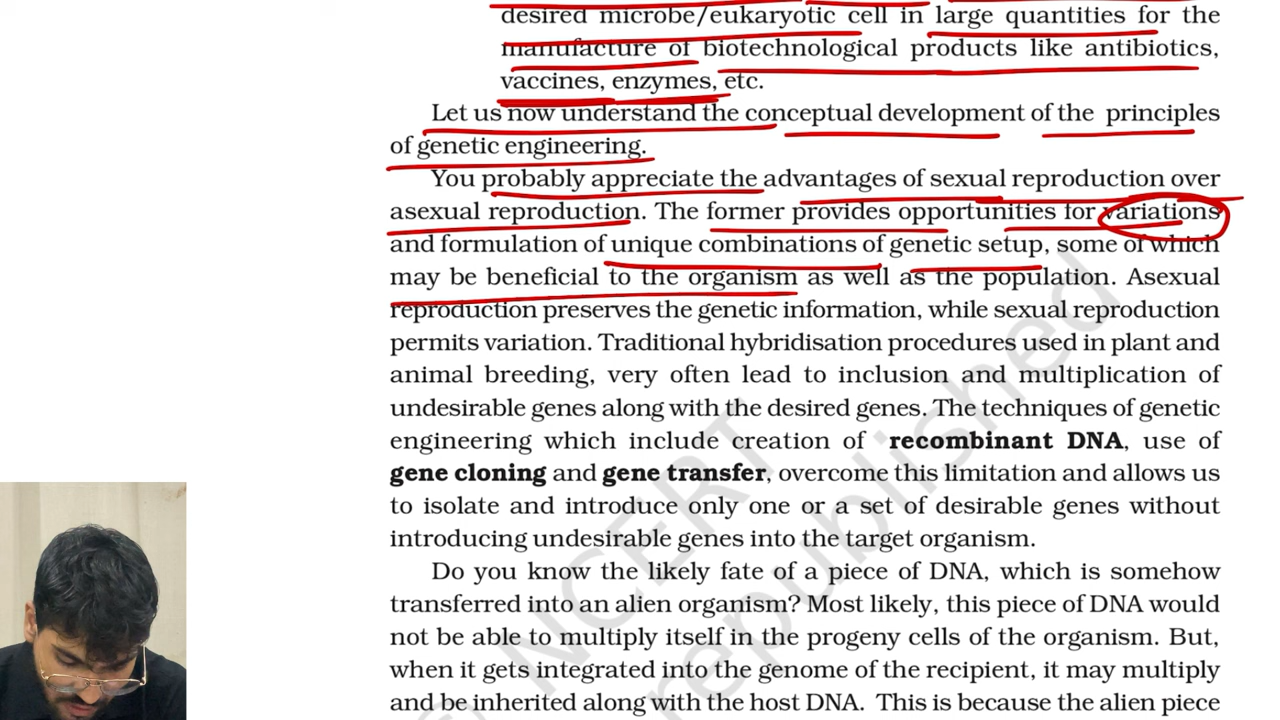 desired microbe/eukaryotic cell in large quantities for the
manufacture of biotechnological products like antibiotics,
vaccines, enzymes, etc.
Let us now understand the conceptual development of the principles
of genetic engineering.
You probably appreciate the advantages of sexual reproduction over
asexual reproduction. The former provides opportunities for variations
and formulation of unique combinations of genetic setup, some of which
may be beneficial to the organism as well as the population. Asexual
reproduction preserves the genetic information, while sexual reproduction
permits variation. Traditional hybridisation procedures used in plant and
animal breeding, very often lead to inclusion and multiplication of
undesirable genes along with the desired genes. The techniques of genetic
engineering which include creation of recombinant DNA, use of
gene cloning and gene transfer, overcome this limitation and allows us
to isolate and introduce only one or a set of desirable genes without
introducing undesirable genes into the target organism.
Do you know the likely fate of a piece of DNA, which is somehow
transferred into an alien organism? Most likely, this piece of DNA would
not be able to multiply itself in the progeny cells of the organism. But,
when it gets integrated into the genome of the recipient, it may multiply
and be inherited along with the host DNA. This is because the alien piece
© NCERT
republished